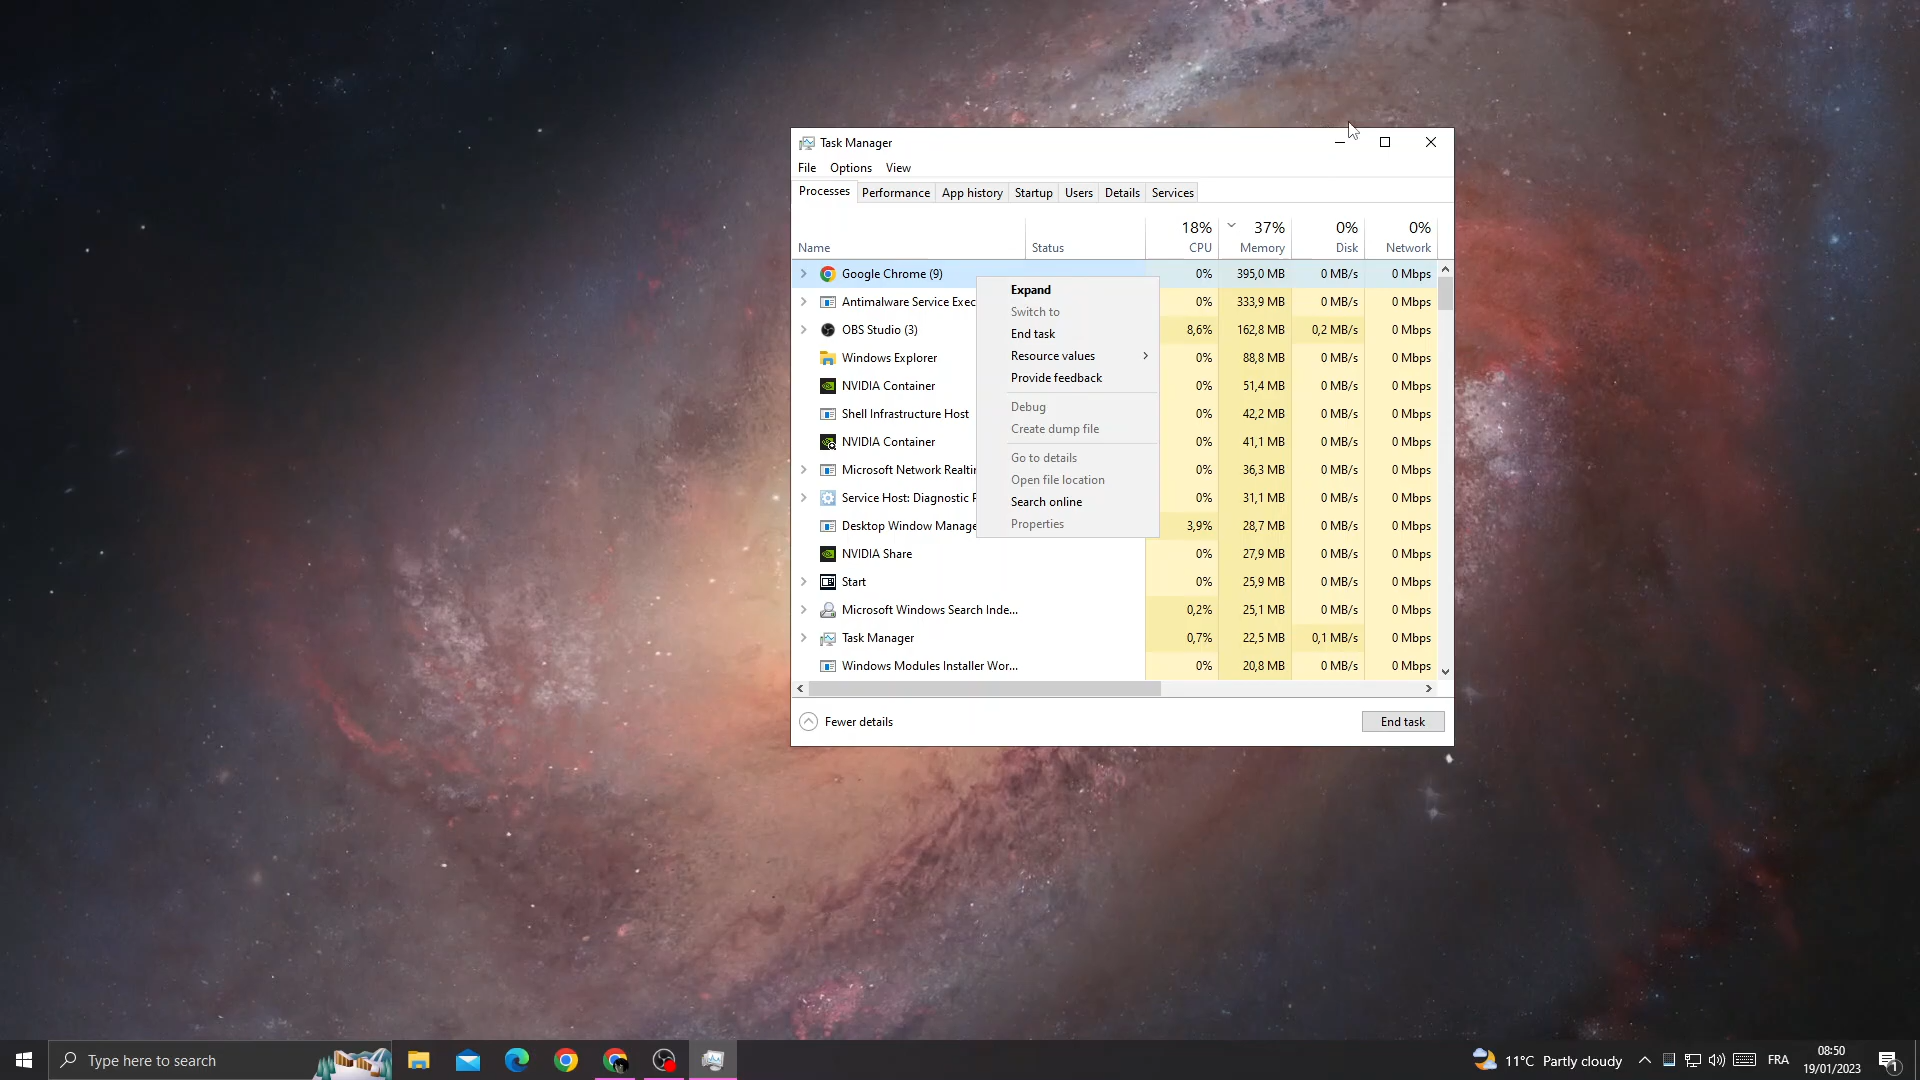 Task Manager
File Options View
Processes Performance App history Startup Users Details Services
18% 37% 0% 0%
Name Status CPU Memory Disk Network
Google Chrome (9) 0% 395,0 MB 0 MB/s 0 Mbps
Expand
Antimalware Service Exec 0% 333,9 MB 0 MB/s 0 Mbps
Switch to
OBS Studio (3) 8,6% 162,8 MB 0,2 MB/s 0 Mbps
End task
Windows Explorer 0% 88,8 MB 0 MB/s 0 Mbps
Resource values
Provide feedback
NVIDIA Container 0% 51,4 MB 0 MB/s 0 Mbps
Debug
Shell Infrastructure Host 0% 42,2 MB 0 MB/s 0 Mbps
Create dump file
NVIDIA Container 0% 41,1 MB 0 MB/s 0 Mbps
Go to details
Microsoft Network Realtin 0% 36,3 MB 0 MB/s 0 Mbps
Open file location
Service Host: Diagnostic P 0% 31,1 MB 0 MB/s 0 Mbps
Search online
Desktop Window Manage 3,9% 28,7 MB 0 MB/s 0 Mbps
Properties
NVIDIA Share 0% 27,9 MB 0 MB/s 0 Mbps
Start 0% 25,9 MB 0 MB/s 0 Mbps
Microsoft Windows Search Inde... 0,2% 25,1 MB 0 MB/s 0 Mbps
Task Manager 0,7% 22,5 MB 0,1 MB/s 0 Mbps
Windows Modules Installer Wor... 0% 20,8 MB 0 MB/s 0 Mbps
Fewer details End task
Type here to search 11°C Partly cloudy FRA 08:50
19/01/2023 1